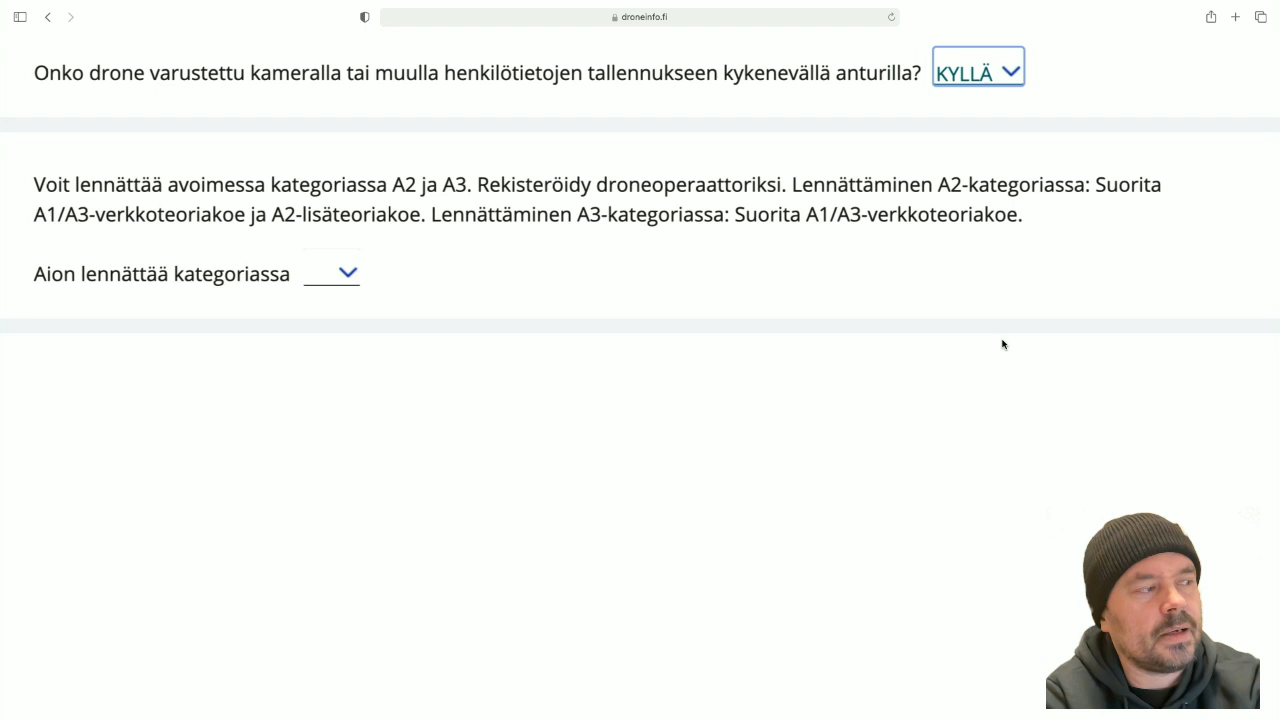 droneinfo.fi
Onko drone varustettu kameralla tai muulla henkilötietojen tallennukseen kykenevällä anturilla? KYLLÄ
Voit lennättää avoimessa kategoriassa A2 ja A3. Rekisteröidy droneoperaattoriksi. Lennättäminen A2-kategoriassa: Suorita
A1/A3-verkkoteoriakoe ja A2-lisäteoriakoe. Lennättäminen A3-kategoriassa: Suorita A1/A3-verkkoteoriakoe.
Aion lennättää kategoriassa